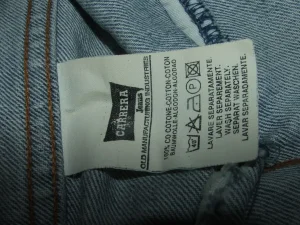 CARRERA
Jeans
OLD MANUFACTURING INDUSTRIES
100% CO COTONE-COTTON-COTON
BAUMWOLLE-ALGODON-ALGODAO
P
LAVARE SEPARATAMENTE.
LAVER SEPAREMENT.
WASH SEPARATELY.
SEPARAT WASCHEN.
LAVAR SEPARADAMENTE.